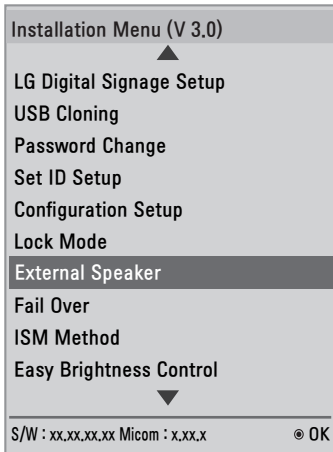 Installation Menu (V 3.0)
LG Digital Signage Setup
USB Cloning
Password Change
Set ID Setup
Configuration Setup
Lock Mode
External Speaker
Fail Over
ISM Method
Easy Brightness Control
S/W : xx.xx.xx.xx Micom : x.xx.x ◉ OK